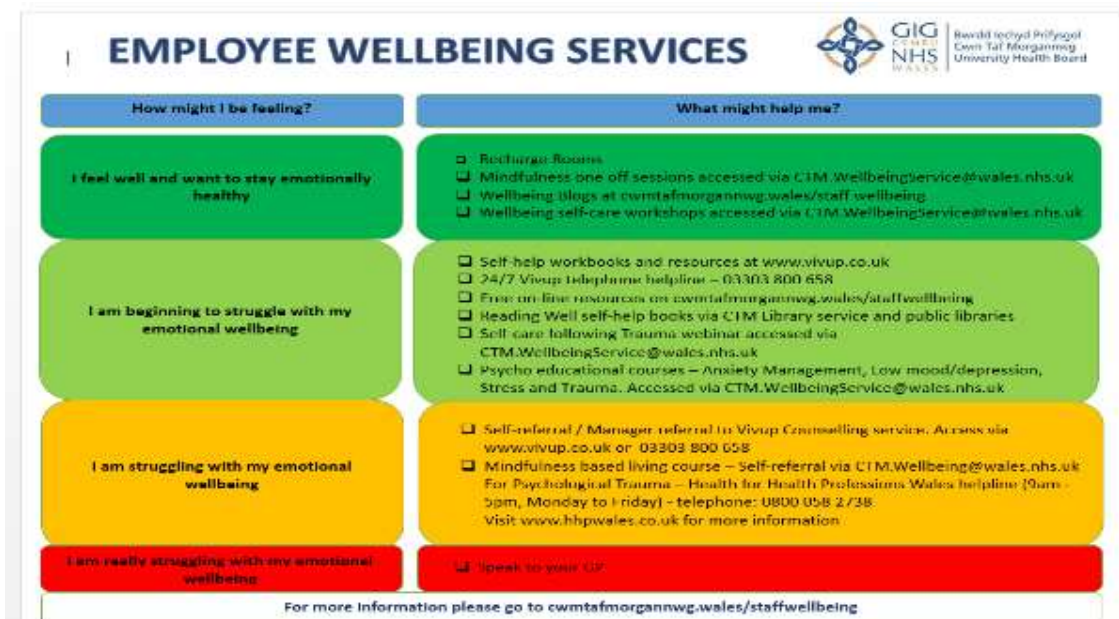 EMPLOYEE WELLBEING SERVICES
GIG
CYMRU
NHS
WALES
Bwrdd Iechyd Prifysgol
Cwm Taf Morgannwg
University Health Board
How might I be feeling?
What might help me?
I feel well and want to stay emotionally
healthy
Recharge Rooms
Mindfulness one off sessions accessed via CTM.WellbeingService@wales.nhs.uk
Wellbeing Blogs at cwmtafmorgannwg.wales/staff wellbeing
Wellbeing self-care workshops accessed via CTM.WellbeingService@wales.nhs.uk
I am beginning to struggle with my
emotional wellbeing
Self-help workbooks and resources at www.vivup.co.uk
24/7 Vivup telephone helpline – 03303 800 658
Free on-line resources on cwmtafmorgannwg.wales/staffwellbeing
Reading Well self-help books via CTM Library service and public libraries
Self-care following Trauma webinar accessed via
CTM.WellbeingService@wales.nhs.uk
Psycho educational courses – Anxiety Management, Low mood/depression,
Stress and Trauma. Accessed via CTM.WellbeingService@wales.nhs.uk
I am struggling with my emotional
wellbeing
Self-referral / Manager referral to Vivup Counselling service. Access via
www.vivup.co.uk or 03303 800 658
Mindfulness based living course – Self-referral via CTM.Wellbeing@wales.nhs.uk
For Psychological Trauma – Health for Health Professions Wales helpline (9am -
5pm, Monday to Friday) - telephone: 0800 058 2738
Visit www.hhpwales.co.uk for more information
I am really struggling with my emotional
wellbeing
Speak to your GP
For more information please go to cwmtafmorgannwg.wales/staffwellbeing